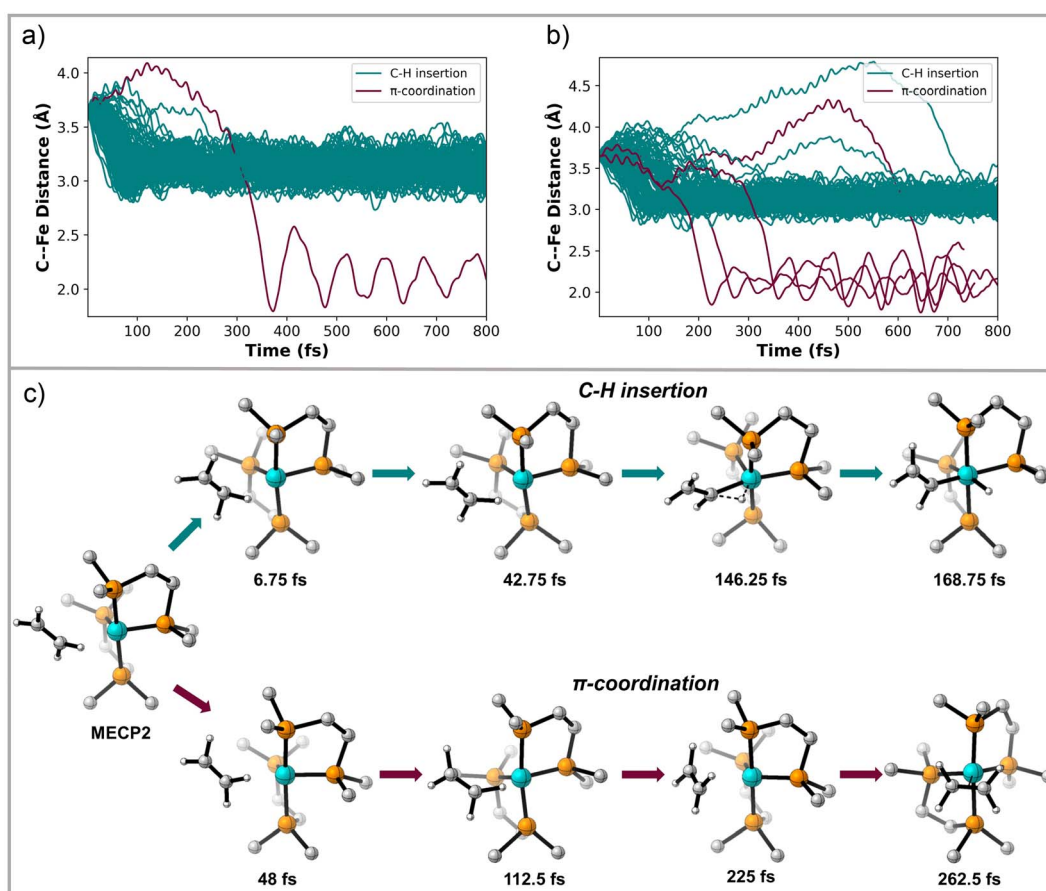 a)
C-H insertion
π-coordination
4.0
3.5
3.0
2.5
2.0
C--Fe Distance (Å)
100 200 300 400 500 600 700 800
Time (fs)
b)
C-H insertion
π-coordination
4.5
4.0
3.5
3.0
2.5
2.0
C--Fe Distance (Å)
100 200 300 400 500 600 700 800
Time (fs)
c)
C-H insertion
6.75 fs
42.75 fs
146.25 fs
168.75 fs
MECP2
π-coordination
48 fs
112.5 fs
225 fs
262.5 fs